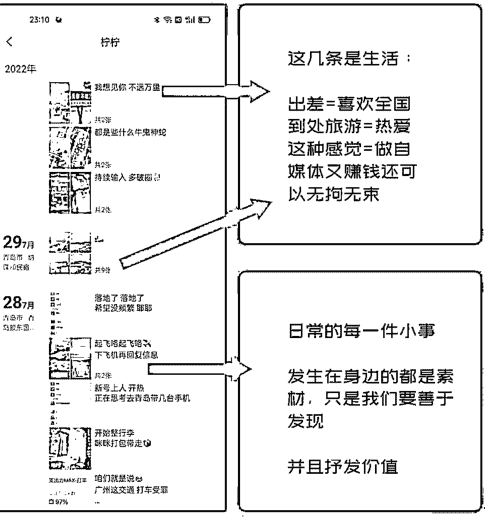 23:10
柠柠
2022年
我想见你 不远万里
共2张
都是些什么牛鬼神蛇
共2张
持续输入 多破圈
共2张
29 7月
青岛市
共9张
28 7月
落地了 落地了
希望没频繁 耶耶
起飞咯起飞咯
下飞机再回复信息
共2张
新号上人 开热
正在思考去青岛带几台手机
开始整行李
咪咪打包带走
咱们就是说
广州这交通 打车受罪
97%
这几条是生活：
出差=喜欢全国
到处旅游=热爱
这种感觉=做自
媒体又赚钱还可
以无拘无束
日常的每一件小事
发生在身边的都是素
材，只是我们要善于
发现
并且抒发价值